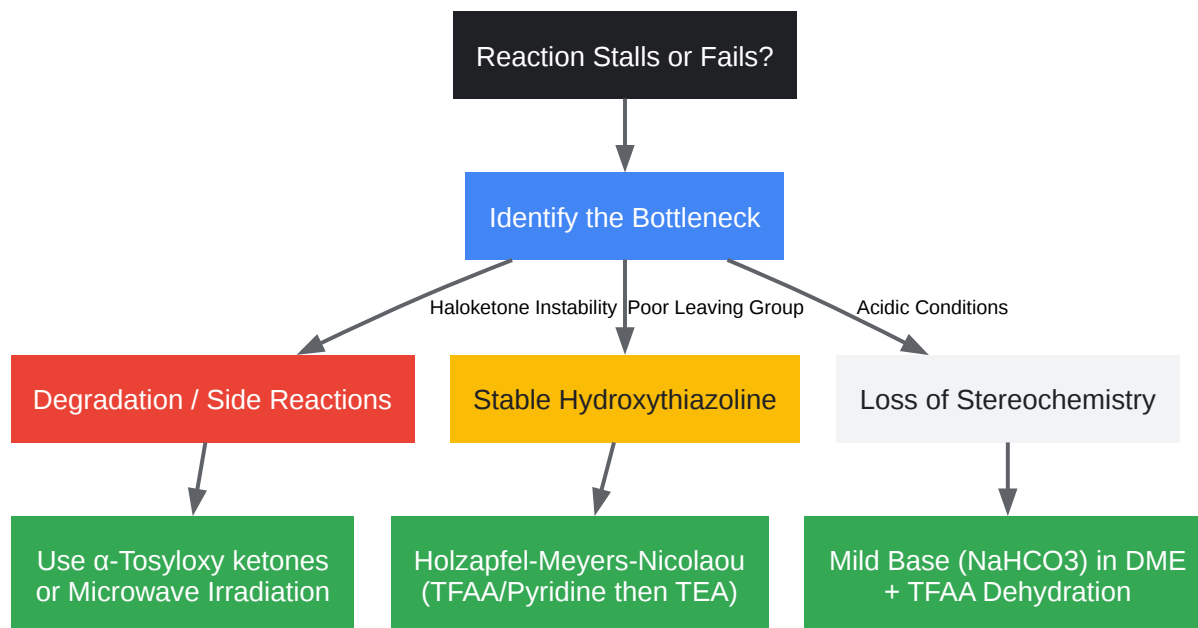 Reaction Stalls or Fails?
Identify the Bottleneck
Haloketone Instability
Poor Leaving Group
Acidic Conditions
Degradation / Side Reactions
Stable Hydroxythiazoline
Loss of Stereochemistry
Use α-Tosyloxy ketones
or Microwave Irradiation
Holzapfel-Meyers-Nicolaou
(TFAA/Pyridine then TEA)
Mild Base (NaHCO3) in DME
+ TFAA Dehydration